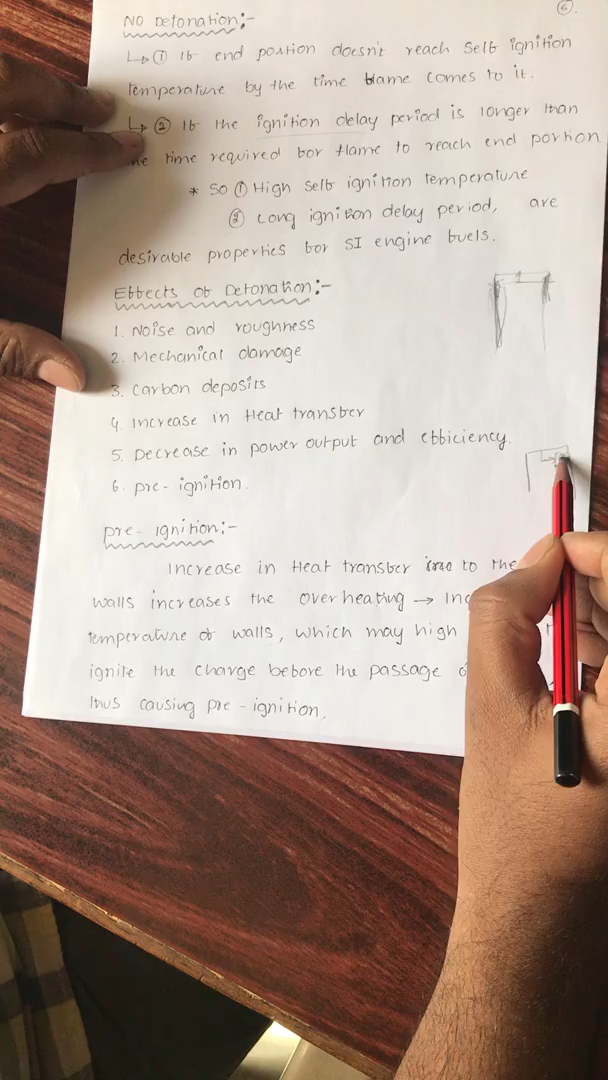 6
NO Detonation:-
① If end portion doesn't reach self ignition
temperature by the time flame comes to it.
② If the ignition delay period is longer than
time required for flame to reach end portion
* SO ① High self ignition temperature
② Long ignition delay period, are
desirable properties for SI engine fuels.
Effects of Detonation:-
1. Noise and roughness
2. Mechanical damage
3. Carbon deposits
4. Increase in Heat transfer
5. Decrease in power output and efficiency.
6. pre-ignition.
pre-ignition:-
Increase in Heat transfer to the
walls increases the overheating →
temperature of walls, which may high
ignite the charge before the passage
thus causing pre-ignition.